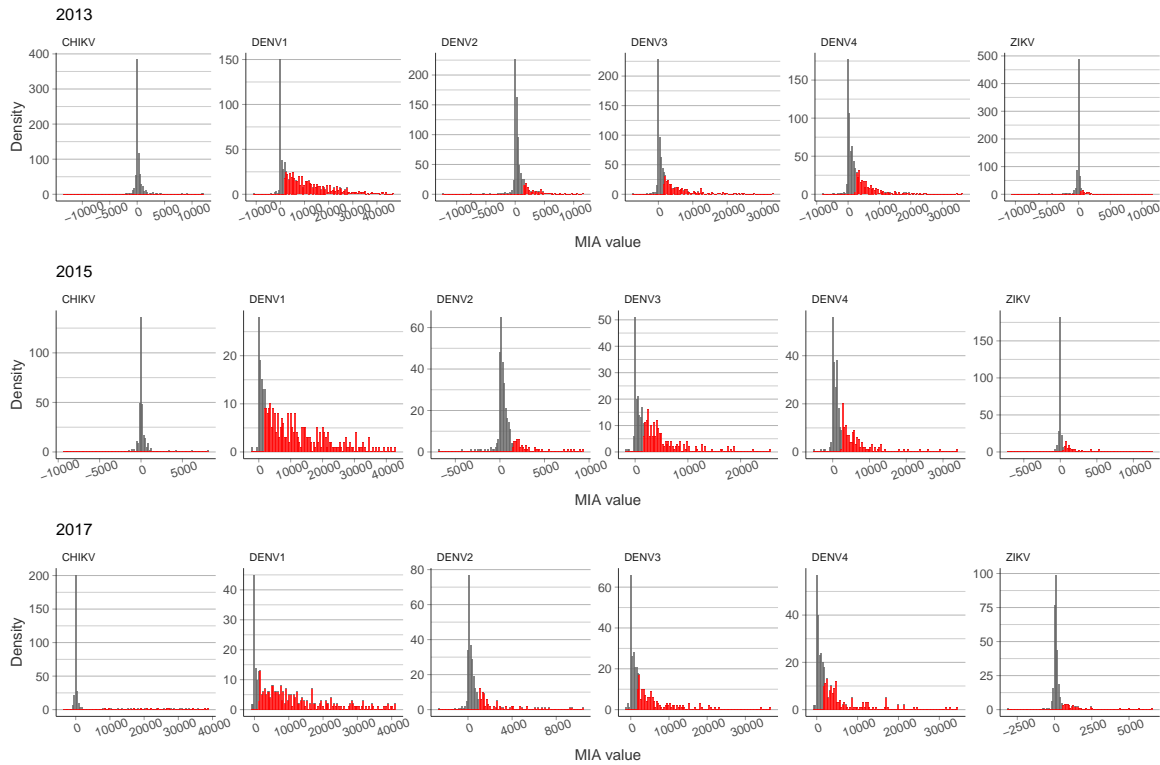 2013
CHIKV DENV1 DENV2 DENV3 DENV4 ZIKV
Density
400 300 200 100 0
150 100 50 0
200 150 100 50 0
200 150 100 50 0
150 100 50 0
500 400 300 200 100 0
−10000 −5000 0 5000 10000
−10000 0 10000 20000 30000 40000
−10000 −5000 0 5000 10000
0 10000 20000 30000
−10000 0 10000 20000 30000
−10000 −5000 0 5000 10000
MIA value
2015
CHIKV DENV1 DENV2 DENV3 DENV4 ZIKV
Density
100 50 0
20 10 0
60 40 20 0
50 40 30 20 10 0
40 20 0
150 100 50 0
−10000 −5000 0 5000
0 10000 20000 30000 40000
−5000 0 5000 10000
0 10000 20000
0 10000 20000 30000
−5000 0 5000 10000
MIA value
2017
CHIKV DENV1 DENV2 DENV3 DENV4 ZIKV
Density
200 150 100 50 0
40 30 20 10 0
80 60 40 20 0
60 40 20 0
40 20 0
100 75 50 25 0
0 10000 20000 30000 40000
0 10000 20000 30000 40000
0 4000 8000
0 10000 20000 30000
0 10000 20000 30000
−2500 0 2500 5000
MIA value